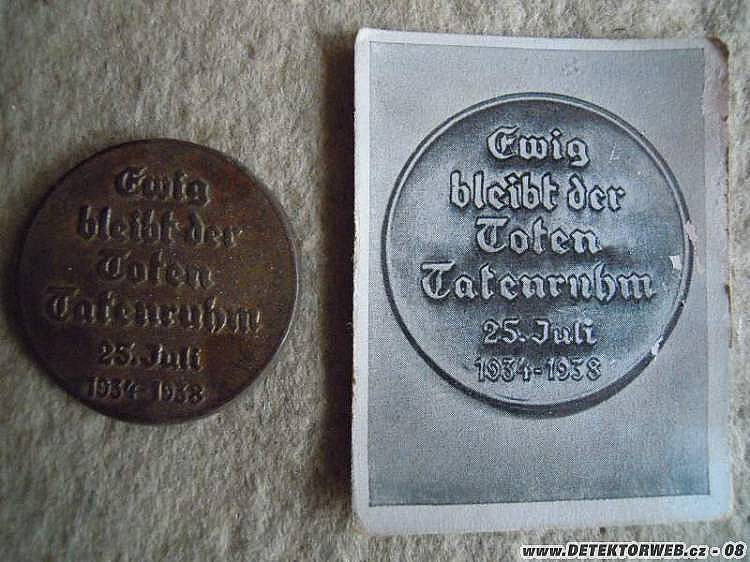 Ewig
bleibt der
Toten
Tatenruhm
25. Juli
1934-1938
Ewig
bleibt der
Toten
Tatenruhm
25. Juli
1934-1938
www.DETEKTORWEB.cz - 08